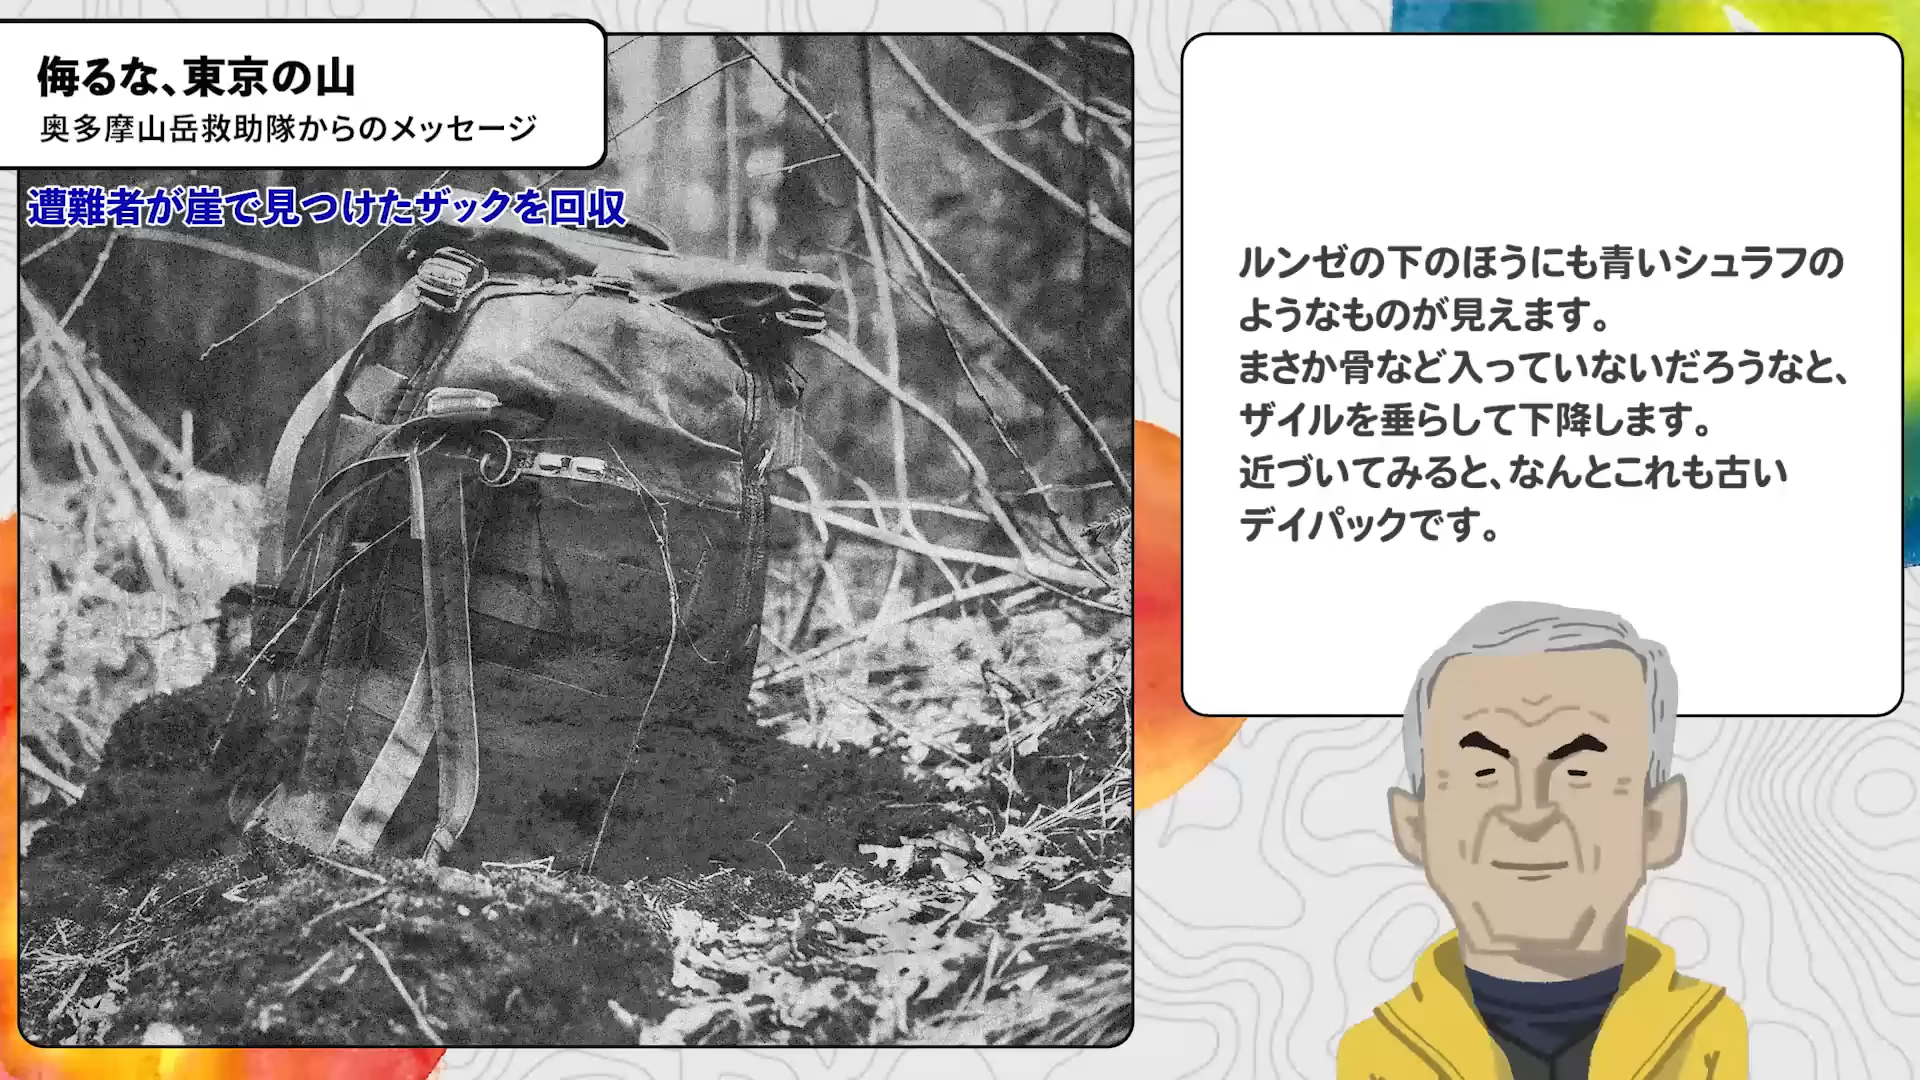 侮るな、東京の山
奥多摩山岳救助隊からのメッセージ
遭難者が崖で見つけたザックを回収
ルンゼの下のほうにも青いシュラフの
ようなものが見えます。
まさか骨など入っていないだろうなと、
ザイルを垂らして下降します。
近づいてみると、なんとこれも古い
デイパックです。